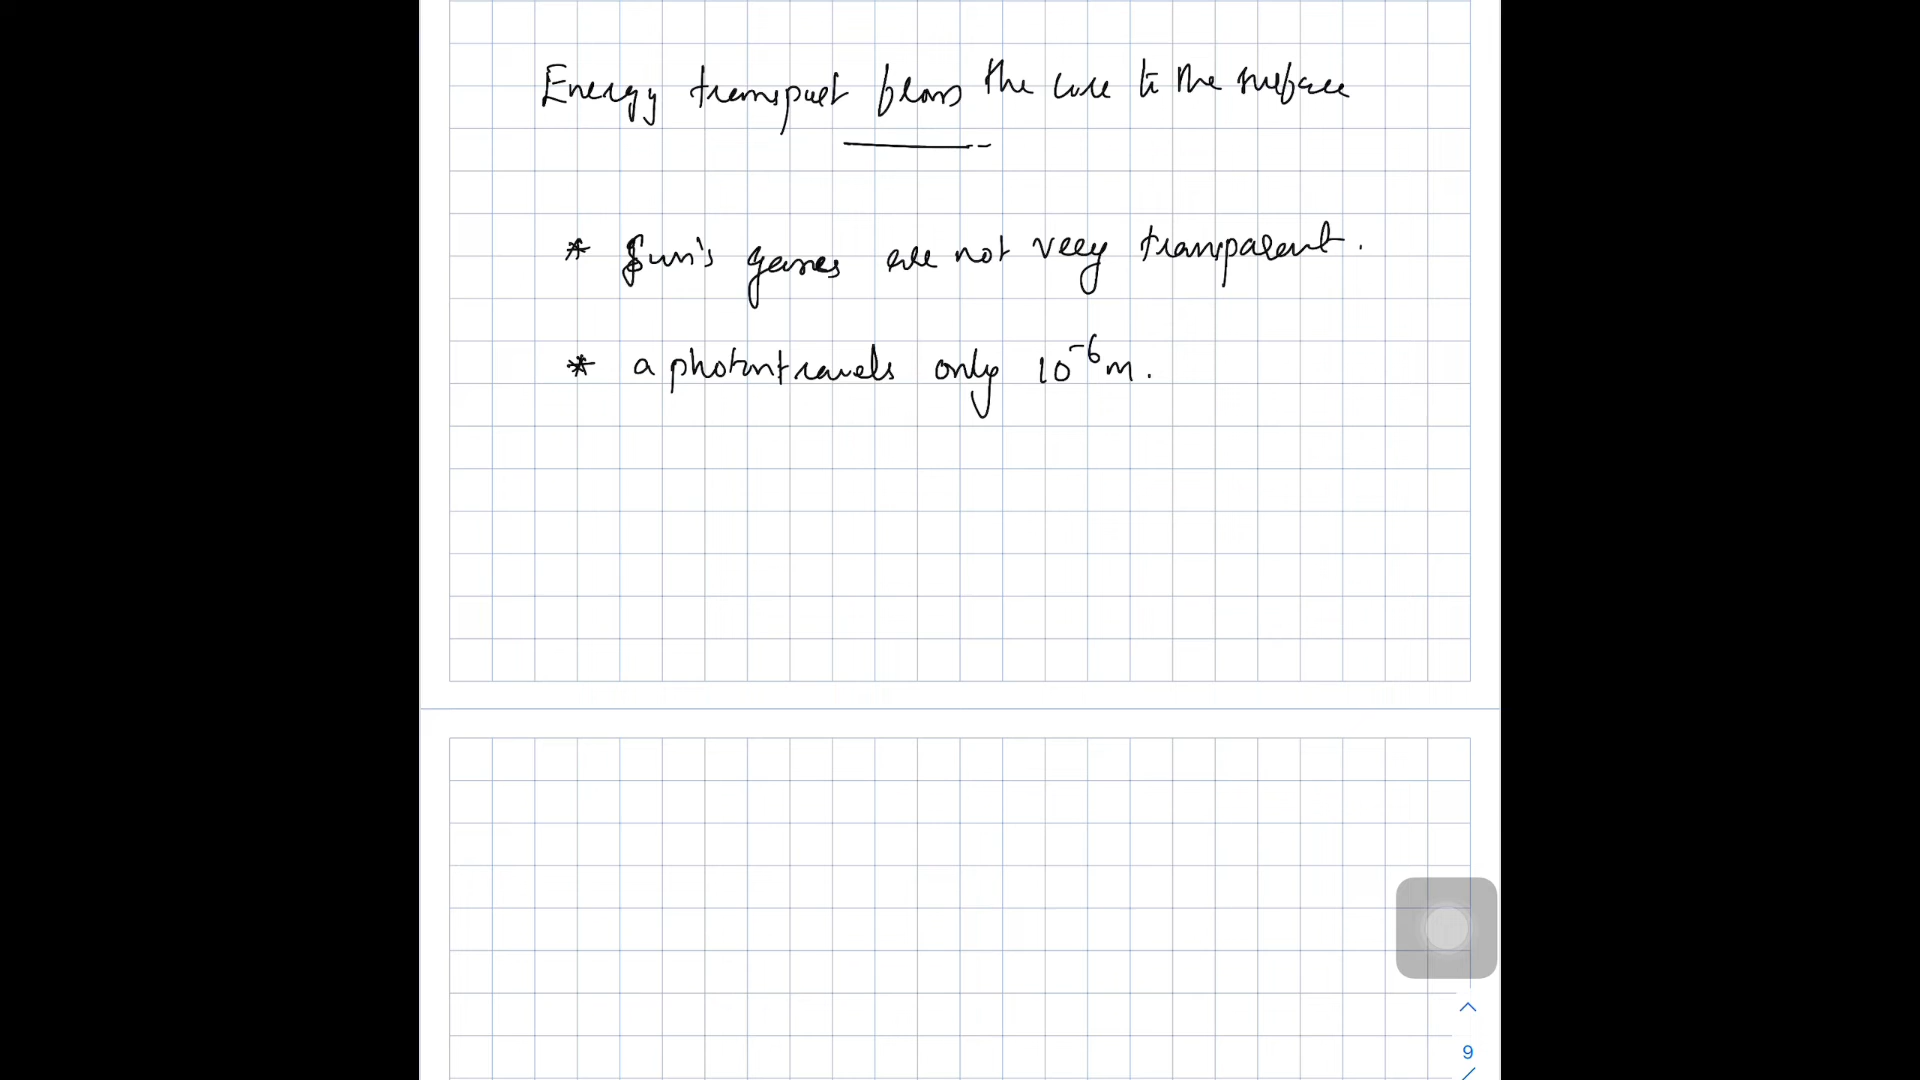 Energy transport from the core to the surface
* Sun's gases are not very transparent.
* a photon travels only 10⁻⁶m.
9